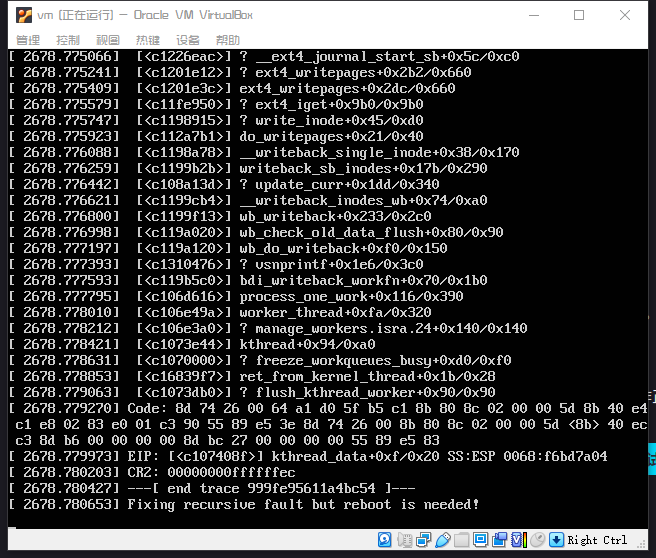 vm [正在运行] - Oracle VM VirtualBox
管理 控制 视图 热键 设备 帮助
[ 2678.775066]  [<c1226eac>] ? __ext4_journal_start_sb+0x5c/0xc0
[ 2678.775241]  [<c1201e12>] ? ext4_writepages+0x2b2/0x660
[ 2678.775409]  [<c1201e3c>] ext4_writepages+0x2dc/0x660
[ 2678.775579]  [<c11fe950>] ? ext4_iget+0x9b0/0x9b0
[ 2678.775747]  [<c1198915>] ? write_inode+0x45/0xd0
[ 2678.775923]  [<c112a7b1>] do_writepages+0x21/0x40
[ 2678.776088]  [<c1198a78>] __writeback_single_inode+0x38/0x170
[ 2678.776259]  [<c1199b2b>] writeback_sb_inodes+0x17b/0x290
[ 2678.776442]  [<c108a13d>] ? update_curr+0x1dd/0x340
[ 2678.776621]  [<c1199cb4>] __writeback_inodes_wb+0x74/0xa0
[ 2678.776800]  [<c1199f13>] wb_writeback+0x233/0x2c0
[ 2678.776998]  [<c119a020>] wb_check_old_data_flush+0x80/0x90
[ 2678.777197]  [<c119a120>] wb_do_writeback+0xf0/0x150
[ 2678.777393]  [<c1310476>] ? vsnprintf+0x1e6/0x3c0
[ 2678.777593]  [<c119b5c0>] bdi_writeback_workfn+0x70/0x1b0
[ 2678.777795]  [<c106d616>] process_one_work+0x116/0x390
[ 2678.778010]  [<c106e49a>] worker_thread+0xfa/0x320
[ 2678.778212]  [<c106e3a0>] ? manage_workers.isra.24+0x140/0x140
[ 2678.778421]  [<c1073e44>] kthread+0x94/0xa0
[ 2678.778631]  [<c1070000>] ? freeze_workqueues_busy+0xd0/0xf0
[ 2678.778853]  [<c16839f7>] ret_from_kernel_thread+0x1b/0x28
[ 2678.779063]  [<c1073db0>] ? flush_kthread_worker+0x90/0x90
[ 2678.779270] Code: 8d 74 26 00 64 a1 d0 5f b5 c1 8b 80 8c 02 00 00 5d 8b 40 e4
c1 e8 02 83 e0 01 c3 90 55 89 e5 3e 8d 74 26 00 8b 80 8c 02 00 00 5d <8b> 40 ec
c3 8d b6 00 00 00 00 8d bc 27 00 00 00 00 55 89 e5 83
[ 2678.779973] EIP: [<c107408f>] kthread_data+0xf/0x20 SS:ESP 0068:f6bd7a04
[ 2678.780203] CR2: 00000000ffffffec
[ 2678.780427] ---[ end trace 999fe95611a4bc54 ]---
[ 2678.780653] Fixing recursive fault but reboot is needed!
Right Ctrl